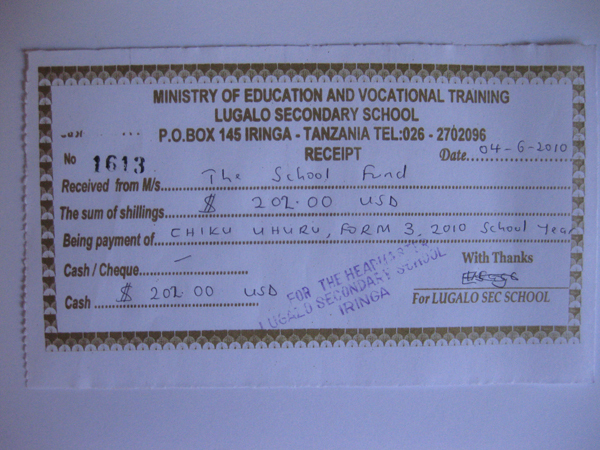 MINISTRY OF EDUCATION AND VOCATIONAL TRAINING
LUGALO SECONDARY SCHOOL
P.O.BOX 145 IRINGA - TANZANIA TEL:026 - 2702096
RECEIPT
No 1613 Date 04-6-2010
Received from M/s The School Fund
The sum of shillings $ 202.00 USD
Being payment of CHIKU UHURU, FORM 3, 2010 School Year
Cash / Cheque — With Thanks
Cash $ 202.00 USD
For LUGALO SEC SCHOOL
FOR THE HEADMASTER
LUGALO SECONDARY SCHOOL
IRINGA